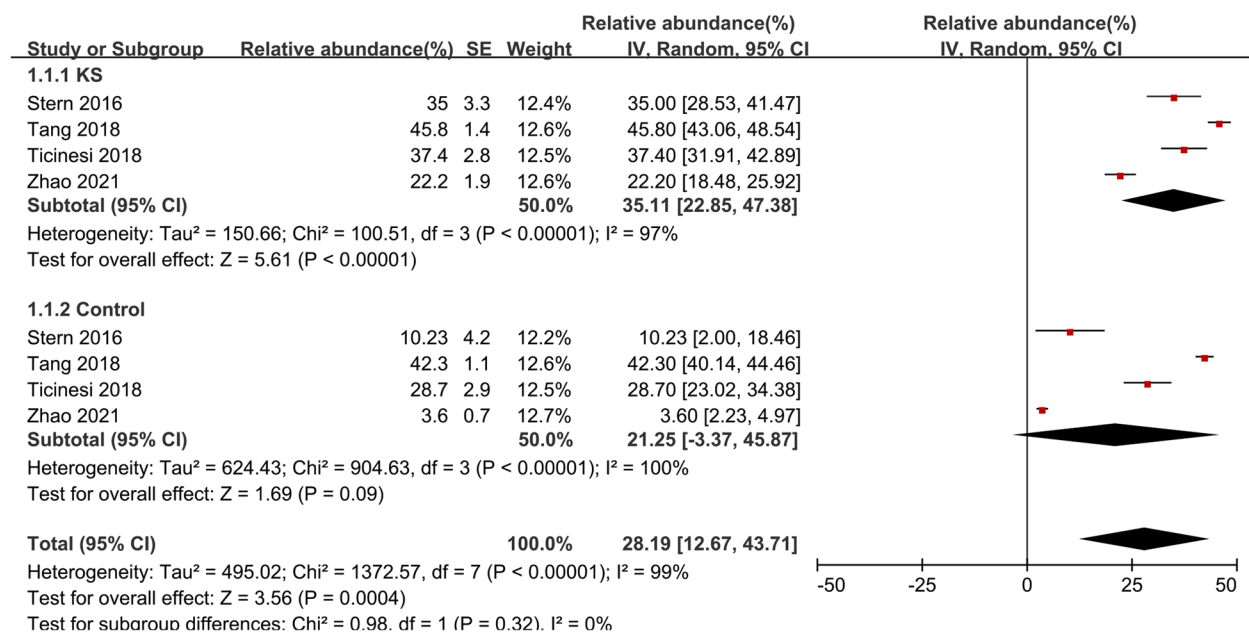 Relative abundance(%) Relative abundance(%)
Study or Subgroup Relative abundance(%) SE Weight IV, Random, 95% CI IV, Random, 95% CI
1.1.1 KS
Stern 2016 35 3.3 12.4% 35.00 [28.53, 41.47]
Tang 2018 45.8 1.4 12.6% 45.80 [43.06, 48.54]
Ticinesi 2018 37.4 2.8 12.5% 37.40 [31.91, 42.89]
Zhao 2021 22.2 1.9 12.6% 22.20 [18.48, 25.92]
Subtotal (95% CI) 50.0% 35.11 [22.85, 47.38]
Heterogeneity: Tau² = 150.66; Chi² = 100.51, df = 3 (P < 0.00001); I² = 97%
Test for overall effect: Z = 5.61 (P < 0.00001)
1.1.2 Control
Stern 2016 10.23 4.2 12.2% 10.23 [2.00, 18.46]
Tang 2018 42.3 1.1 12.6% 42.30 [40.14, 44.46]
Ticinesi 2018 28.7 2.9 12.5% 28.70 [23.02, 34.38]
Zhao 2021 3.6 0.7 12.7% 3.60 [2.23, 4.97]
Subtotal (95% CI) 50.0% 21.25 [-3.37, 45.87]
Heterogeneity: Tau² = 624.43; Chi² = 904.63, df = 3 (P < 0.00001); I² = 100%
Test for overall effect: Z = 1.69 (P = 0.09)
Total (95% CI) 100.0% 28.19 [12.67, 43.71]
Heterogeneity: Tau² = 495.02; Chi² = 1372.57, df = 7 (P < 0.00001); I² = 99%
-50 -25 0 25 50
Test for overall effect: Z = 3.56 (P = 0.0004)
Test for subgroup differences: Chi² = 0.98, df = 1 (P = 0.32), I² = 0%